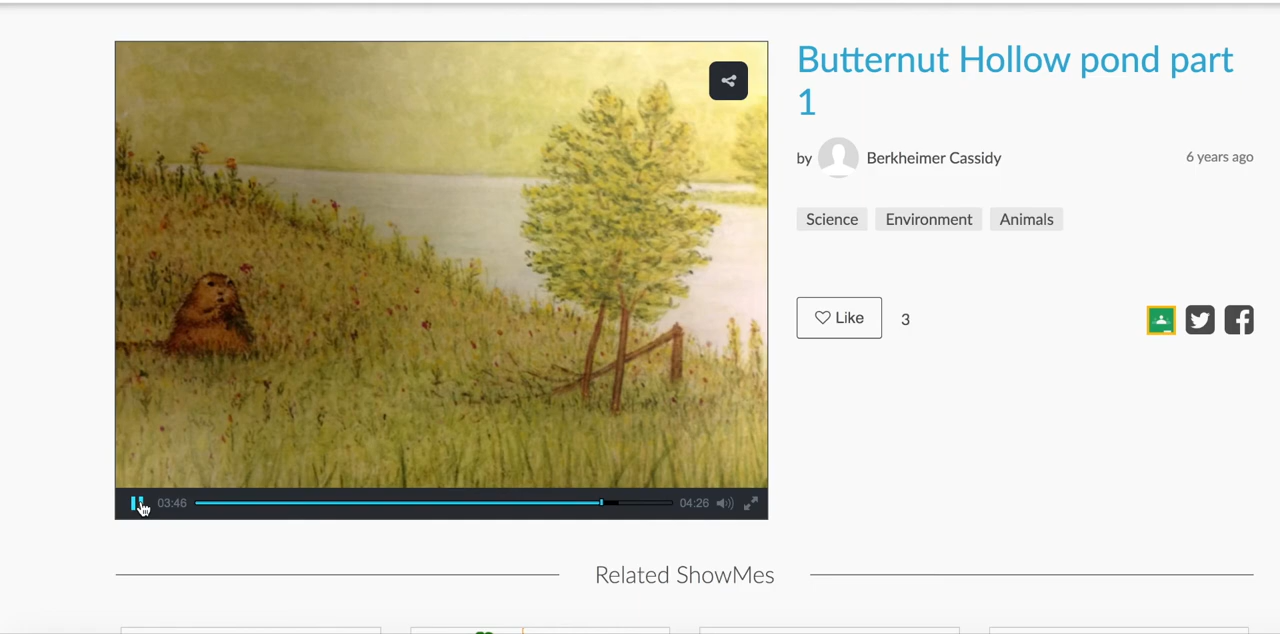 Butternut Hollow pond part
1
by Berkheimer Cassidy 6 years ago
Science Environment Animals
Like 3
03:46 04:26
Related ShowMes